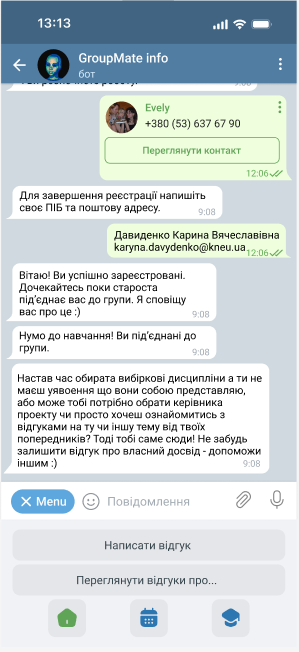 13:13
GroupMate info
бот
9:08
Evely
+380 (53) 637 67 90
Переглянути контакт
12:06
Для завершення реєстрації напишіть
своє ПІБ та поштову адресу.
9:08
Давиденко Карина Вячеславівна
karyna.davydenko@kneu.ua
12:06
Вітаю! Ви успішно зареєстровані.
Дочекайтесь поки староста
під’єднає вас до групи. Я сповіщу
вас про це :)
9:08
Нумо до навчання! Ви під’єднані до
групи.
9:08
Настав час обирата вибіркові дисципліни а ти не
маєш уявоення що вони собою представляю,
або може тобі потрібно обрати керівника
проекту чи просто хочеш ознайомитись з
відгуками на ту чи іншу тему від твоїх
попередників? Тоді тобі саме сюди! Не забудь
залишити відгук про власний досвід - допоможи
іншим :)
9:08
Menu
Повідомлення
Написати відгук
Переглянути відгуки про...